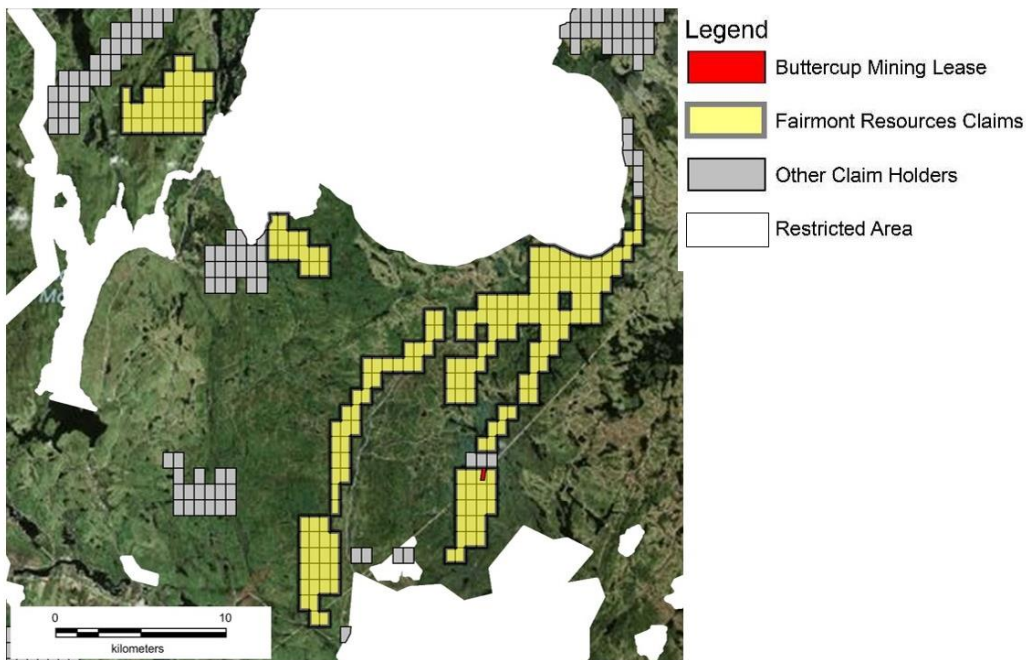 Legend
Buttercup Mining Lease
Fairmont Resources Claims
Other Claim Holders
Restricted Area
0 10
kilometers